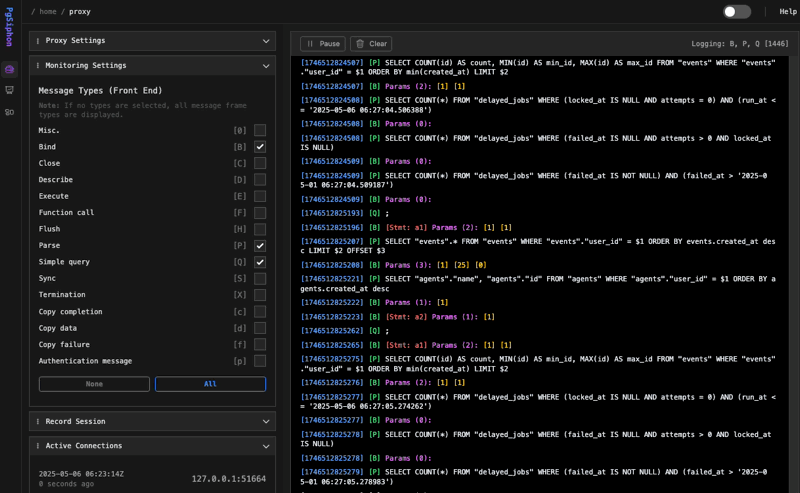 PgSiphon
/ home / proxy
Help
Proxy Settings
Monitoring Settings
Message Types (Front End)
Note: If no types are selected, all message frame
types are displayed.
Misc. [0]
Bind [B]
Close [C]
Describe [D]
Execute [E]
Function call [F]
Flush [H]
Parse [P]
Simple query [Q]
Sync [S]
Termination [X]
Copy completion [c]
Copy data [d]
Copy failure [f]
Authentication message [p]
None All
Record Session
Active Connections
2025-05-06 06:23:14Z
0 seconds ago
127.0.0.1:51664
Pause Clear Logging: B, P, Q [1446]
[1746512824507] [P] SELECT COUNT(id) AS count, MIN(id) AS min_id, MAX(id) AS max_id FROM "events" WHERE "events"
."user_id" = $1 ORDER BY min(created_at) LIMIT $2
[1746512824507] [B] Params (2): [1] [1]
[1746512824508] [P] SELECT COUNT(*) FROM "delayed_jobs" WHERE (locked_at IS NULL AND attempts = 0) AND (run_at <
= '2025-05-06 06:27:04.506388')
[1746512824508] [B] Params (0):
[1746512824508] [P] SELECT COUNT(*) FROM "delayed_jobs" WHERE (failed_at IS NULL AND attempts > 0 AND locked_at
IS NULL)
[1746512824509] [B] Params (0):
[1746512824509] [P] SELECT COUNT(*) FROM "delayed_jobs" WHERE (failed_at IS NOT NULL) AND (failed_at > '2025-0
5-01 06:27:04.509187')
[1746512824509] [B] Params (0):
[1746512825193] [Q] ;
[1746512825196] [B] [Stmt: a1] Params (2): [1] [1]
[1746512825207] [P] SELECT "events".* FROM "events" WHERE "events"."user_id" = $1 ORDER BY events.created_at des
c LIMIT $2 OFFSET $3
[1746512825208] [B] Params (3): [1] [25] [0]
[1746512825221] [P] SELECT "agents"."name", "agents"."id" FROM "agents" WHERE "agents"."user_id" = $1 ORDER BY a
gents.created_at desc
[1746512825222] [B] Params (1): [1]
[1746512825223] [B] [Stmt: a2] Params (1): [1]
[1746512825262] [Q] ;
[1746512825265] [B] [Stmt: a1] Params (2): [1] [1]
[1746512825275] [P] SELECT COUNT(id) AS count, MIN(id) AS min_id, MAX(id) AS max_id FROM "events" WHERE "events"
."user_id" = $1 ORDER BY min(created_at) LIMIT $2
[1746512825276] [B] Params (2): [1] [1]
[1746512825277] [P] SELECT COUNT(*) FROM "delayed_jobs" WHERE (locked_at IS NULL AND attempts = 0) AND (run_at <
= '2025-05-06 06:27:05.274262')
[1746512825277] [B] Params (0):
[1746512825278] [P] SELECT COUNT(*) FROM "delayed_jobs" WHERE (failed_at IS NULL AND attempts > 0 AND locked_at
IS NULL)
[1746512825278] [B] Params (0):
[1746512825279] [P] SELECT COUNT(*) FROM "delayed_jobs" WHERE (failed_at IS NOT NULL) AND (failed_at > '2025-0
5-01 06:27:05.278983')